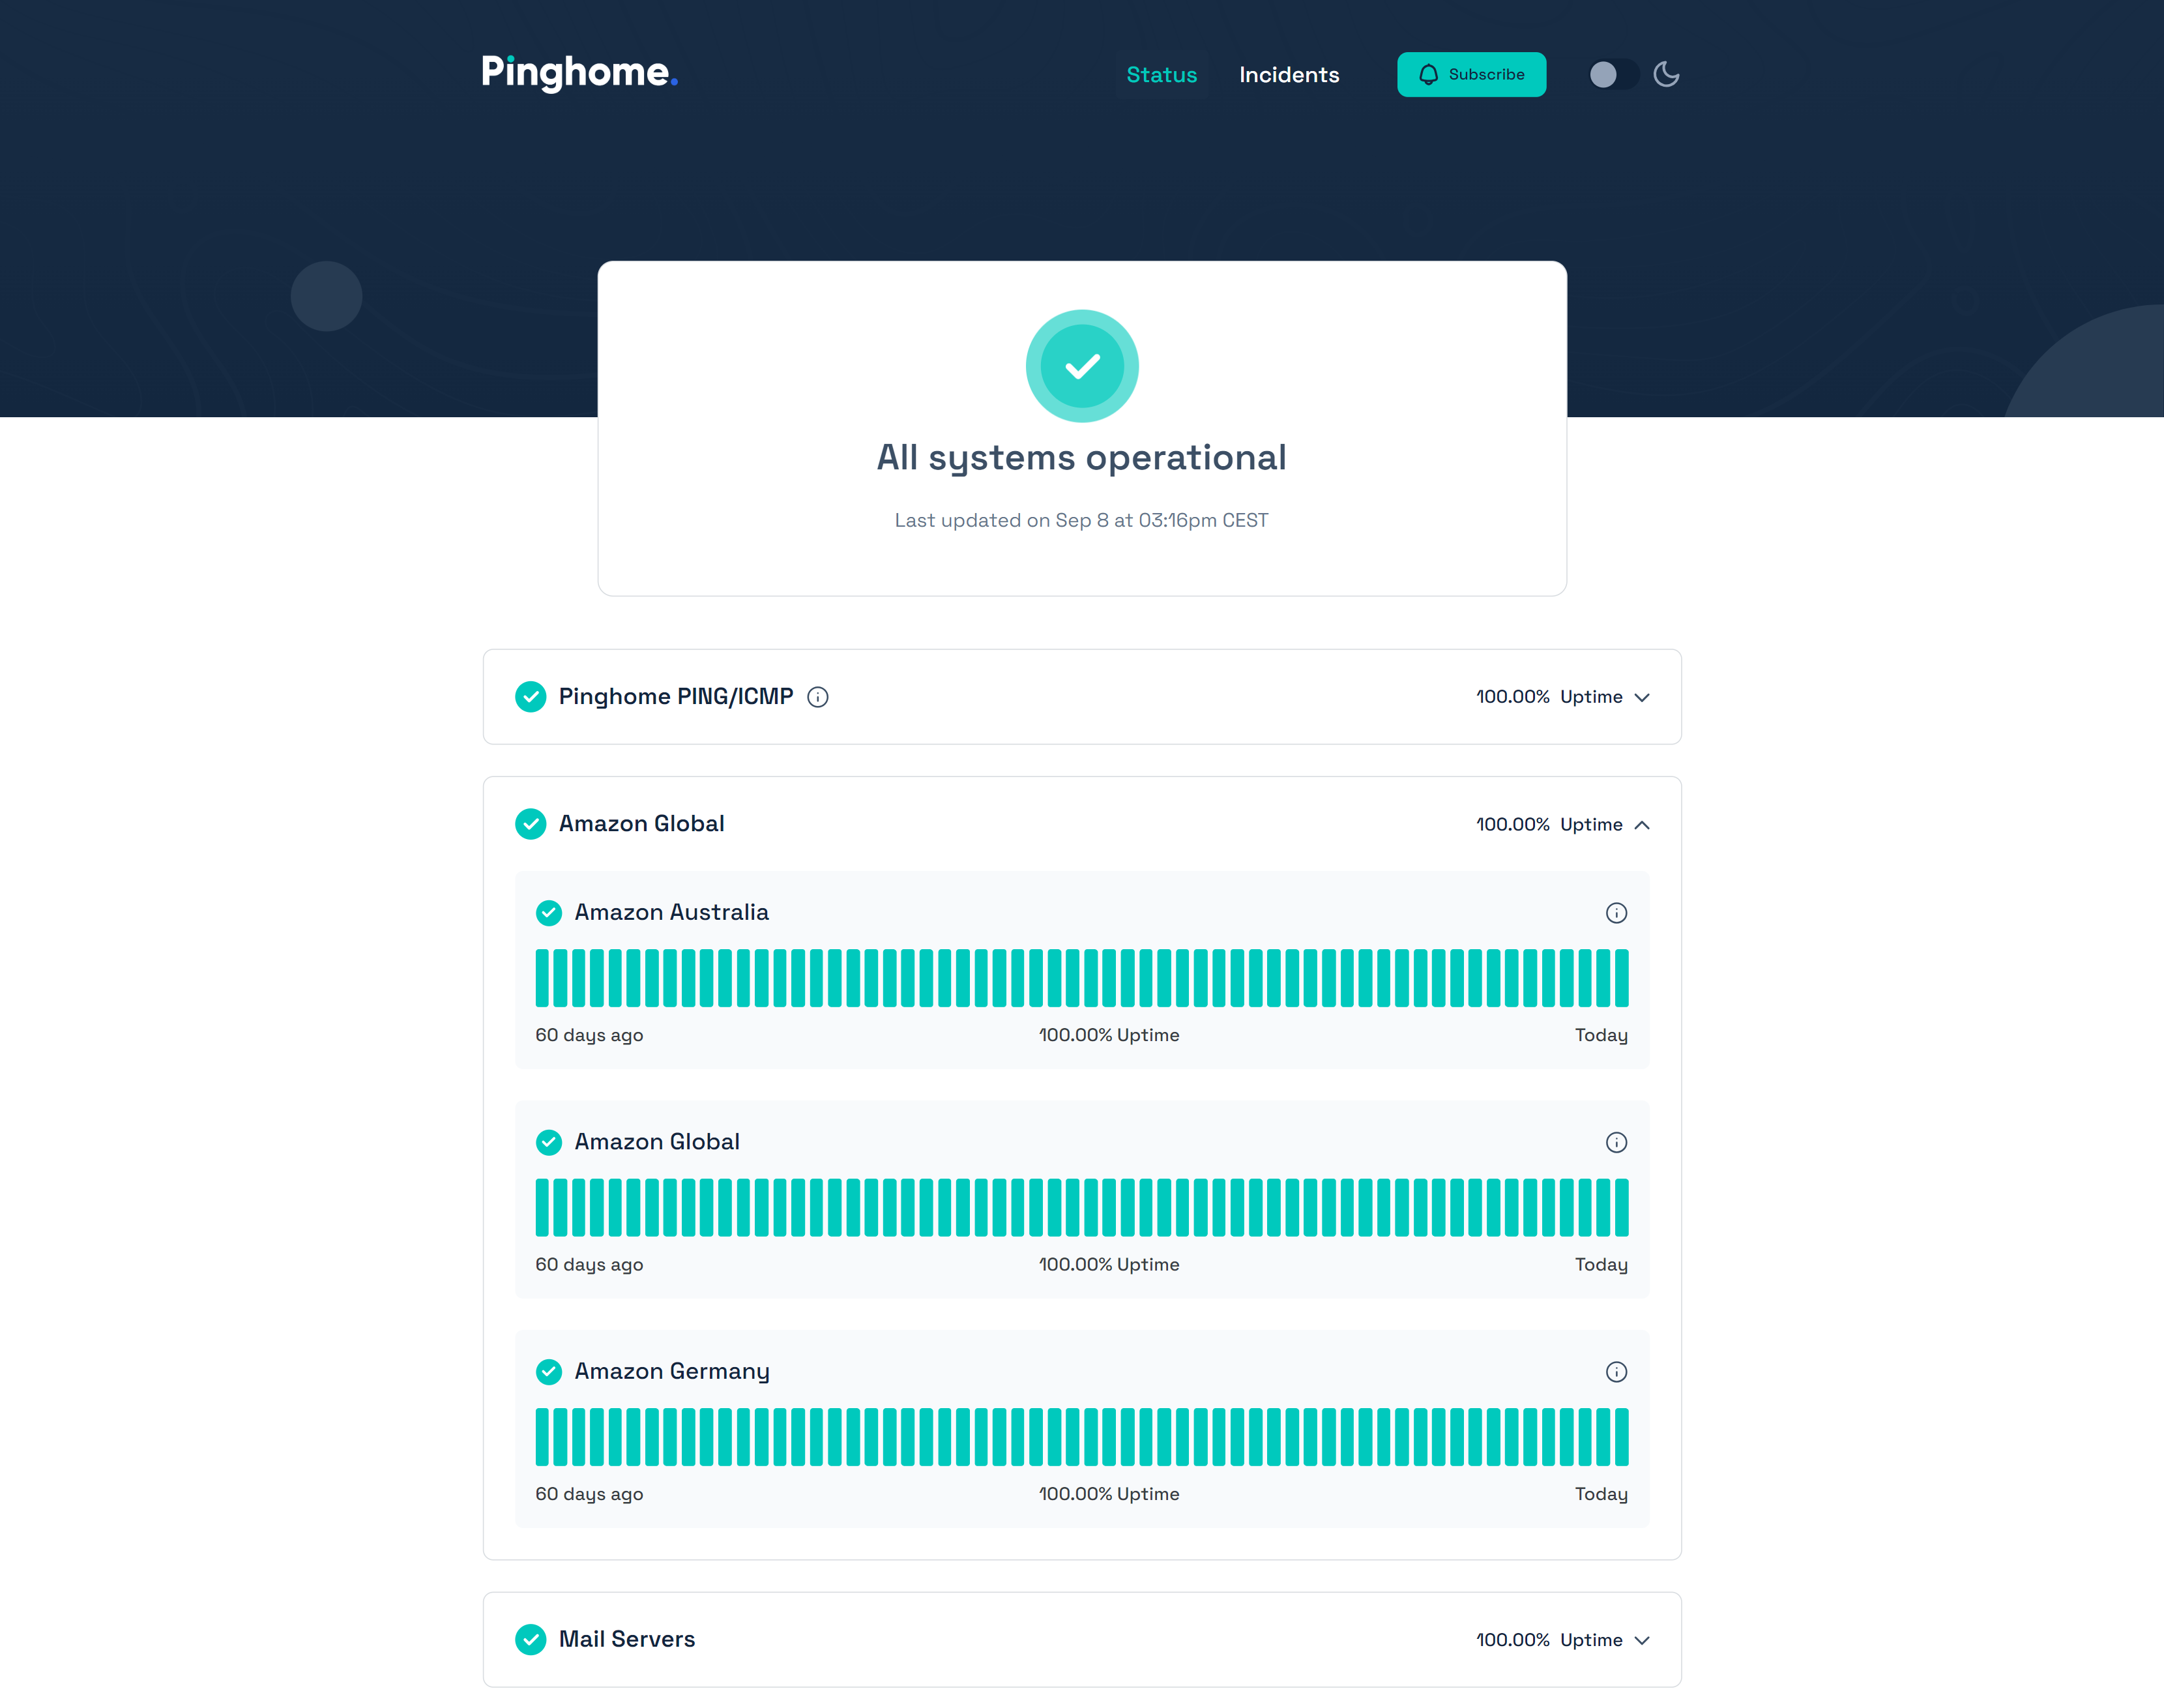 Pinghome.
Status
Incidents
Subscribe
All systems operational
Last updated on Sep 8 at 03:16pm CEST
Pinghome PING/ICMP
100.00% Uptime
Amazon Global
100.00% Uptime
Amazon Australia
60 days ago
100.00% Uptime
Today
Amazon Global
60 days ago
100.00% Uptime
Today
Amazon Germany
60 days ago
100.00% Uptime
Today
Mail Servers
100.00% Uptime